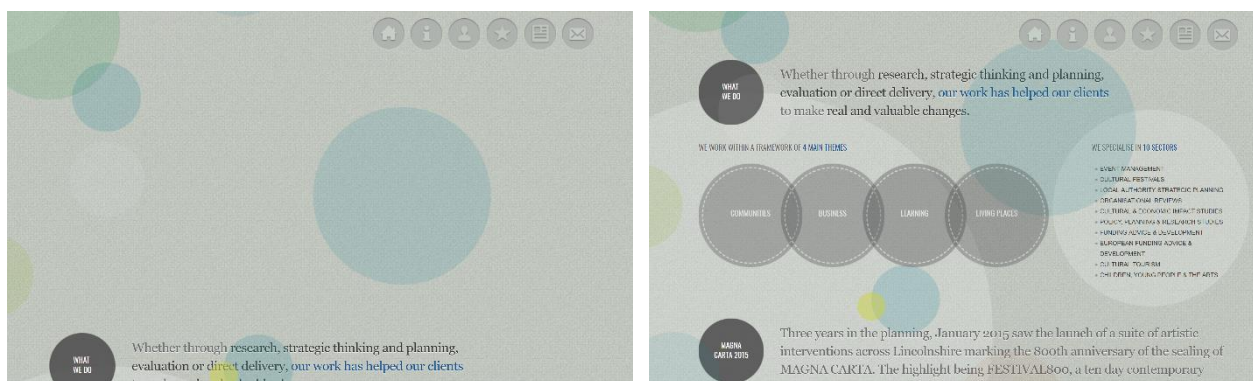 WHAT
WE DO
Whether through research, strategic thinking and planning,
evaluation or direct delivery, our work has helped our clients
WHAT
WE DO
Whether through research, strategic thinking and planning,
evaluation or direct delivery, our work has helped our clients
to make real and valuable changes.
WE WORK WITHIN A FRAMEWORK OF 4 MAIN THEMES
COMMUNITIES
BUSINESS
LEARNING
LIVING PLACES
WE SPECIALISE IN 10 SECTORS
EVENT MANAGEMENT
CULTURAL FESTIVALS
LOCAL AUTHORITY STRATEGIC PLANNING
ORGANISATIONAL REVIEWS
CULTURAL & ECONOMIC IMPACT STUDIES
POLICY, PLANNING & RESEARCH STUDIES
FUNDING ADVICE & DEVELOPMENT
EUROPEAN FUNDING ADVICE &
DEVELOPMENT
CULTURAL TOURISM
CHILDREN, YOUNG PEOPLE & THE ARTS
MAGNA
CARTA 2015
Three years in the planning, January 2015 saw the launch of a suite of artistic
interventions across Lincolnshire marking the 800th anniversary of the sealing of
MAGNA CARTA. The highlight being FESTIVAL800, a ten day contemporary